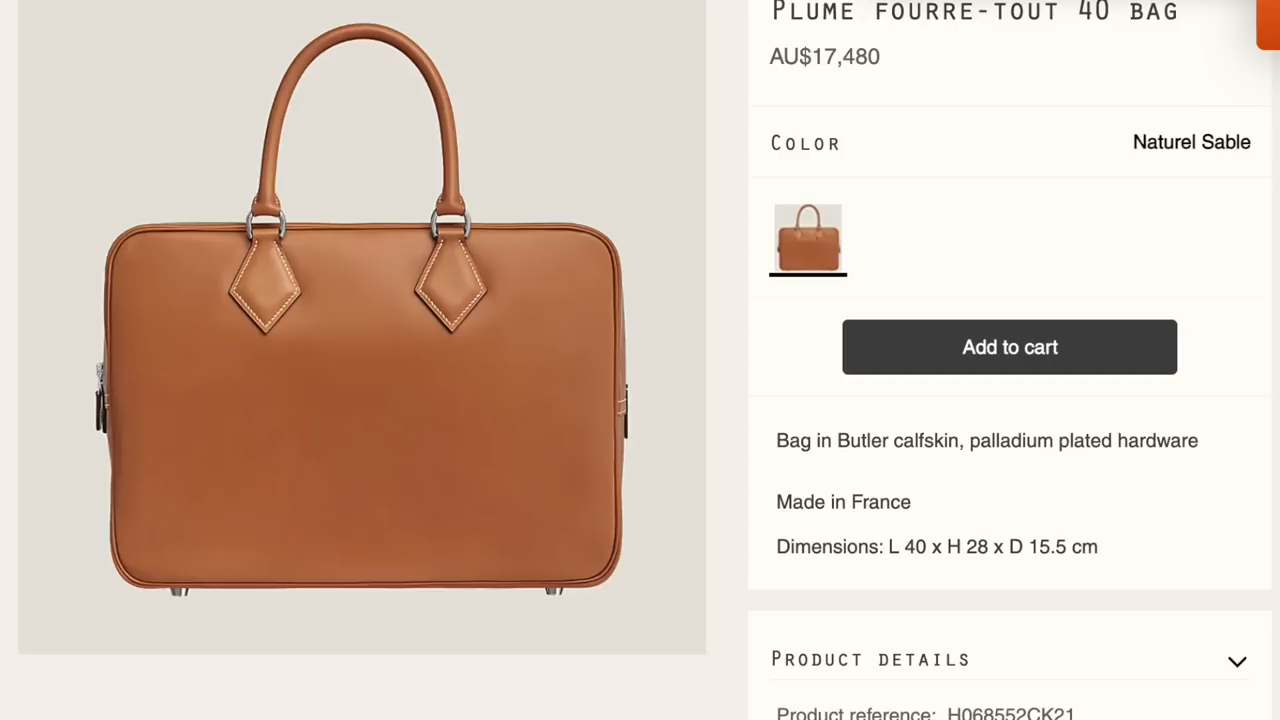 Plume fourre-tout 40 bag
AU$17,480
Color
Naturel Sable
Add to cart
Bag in Butler calfskin, palladium plated hardware
Made in France
Dimensions: L 40 x H 28 x D 15.5 cm
Product details
Product reference: H068552CK21